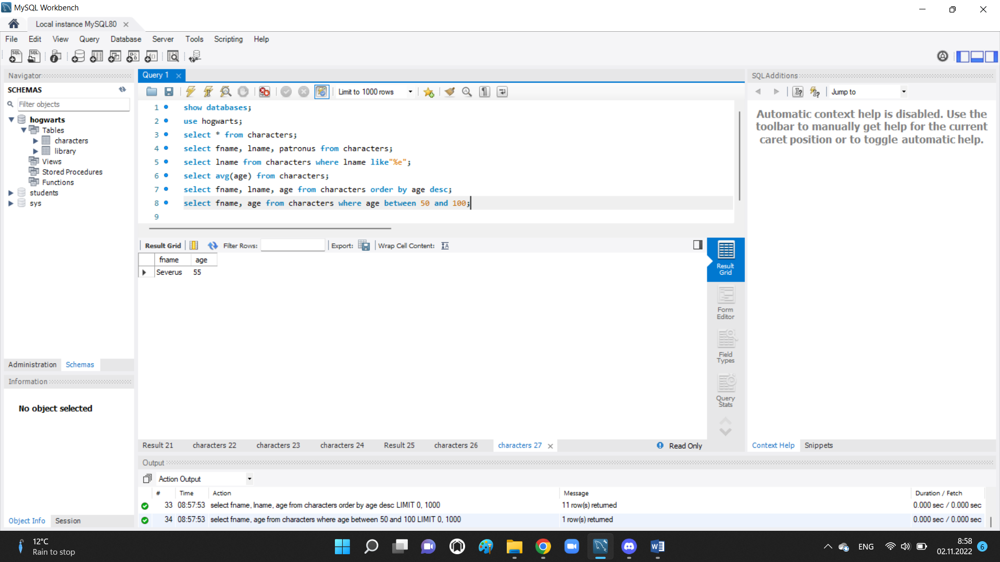 MySQL Workbench
Local instance MySQL80
File Edit View Query Database Server Tools Scripting Help
Navigator
SCHEMAS
Filter objects
hogwarts
Tables
characters
library
Views
Stored Procedures
Functions
students
sys
Administration Schemas
Information
No object selected
Object Info Session
Query 1
Limit to 1000 rows
1 show databases;
2 use hogwarts;
3 select * from characters;
4 select fname, lname, patronus from characters;
5 select lname from characters where lname like"%e";
6 select avg(age) from characters;
7 select fname, lname, age from characters order by age desc;
8 select fname, age from characters where age between 50 and 100;
9
Result Grid Filter Rows: Export: Wrap Cell Content:
fname age
Severus 55
Result Grid
Form Editor
Field Types
Query Stats
Result 21 characters 22 characters 23 characters 24 Result 25 characters 26 characters 27 Read Only
SQLAdditions
Jump to
Automatic context help is disabled. Use the
toolbar to manually get help for the current
caret position or to toggle automatic help.
Context Help Snippets
Output
Action Output
# Time Action Message Duration / Fetch
33 08:57:53 select fname, lname, age from characters order by age desc LIMIT 0, 1000 11 row(s) returned 0.000 sec / 0.000 sec
34 08:57:53 select fname, age from characters where age between 50 and 100 LIMIT 0, 1000 1 row(s) returned 0.000 sec / 0.000 sec
12°C
Rain to stop
ENG
8:58
02.11.2022
6